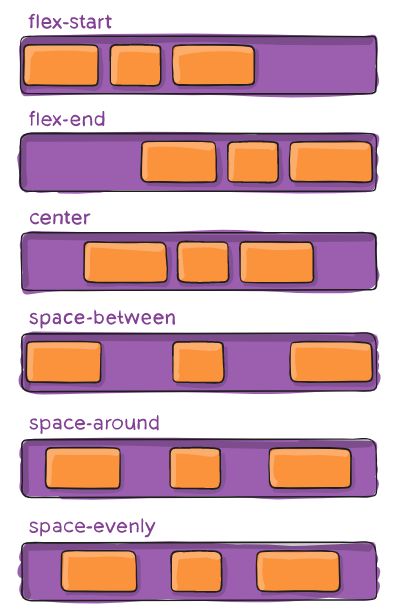 flex-start
flex-end
center
space-between
space-around
space-evenly